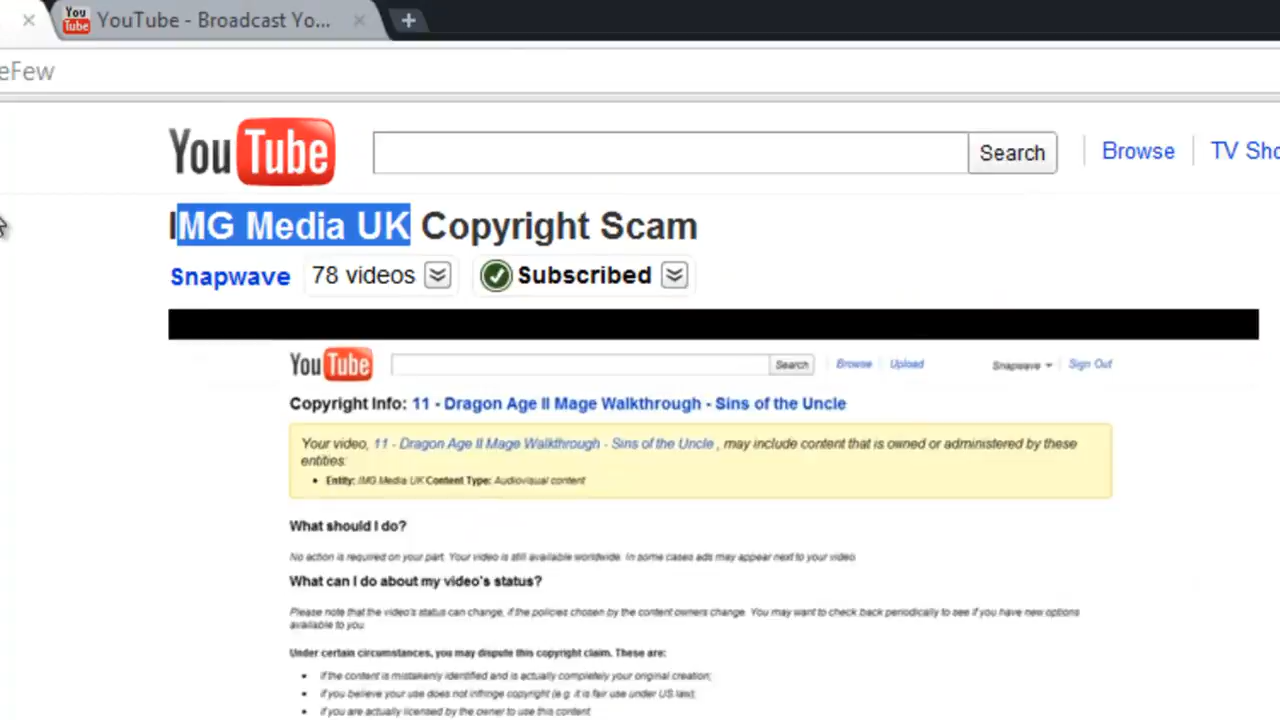 You Tube YouTube - Broadcast Yo...
eFew
YouTube Search Browse TV Sho
IMG Media UK Copyright Scam
Snapwave 78 videos Subscribed
YouTube Search Browse Upload Snapwave Sign Out
Copyright Info: 11 - Dragon Age II Mage Walkthrough - Sins of the Uncle
Your video, 11 - Dragon Age II Mage Walkthrough - Sins of the Uncle , may include content that is owned or administered by these
entities:
• Entity: IMG Media UK Content Type: Audiovisual content
What should I do?
No action is required on your part. Your video is still available worldwide. In some cases ads may appear next to your video.
What can I do about my video's status?
Please note that the video's status can change, if the policies chosen by the content owners change. You may want to check back periodically to see if you have new options
available to you.
Under certain circumstances, you may dispute this copyright claim. These are:
• if the content is mistakenly identified and is actually completely your original creation;
• if you believe your use does not infringe copyright (e.g. it is fair use under US law);
• if you are actually licensed by the owner to use this content.